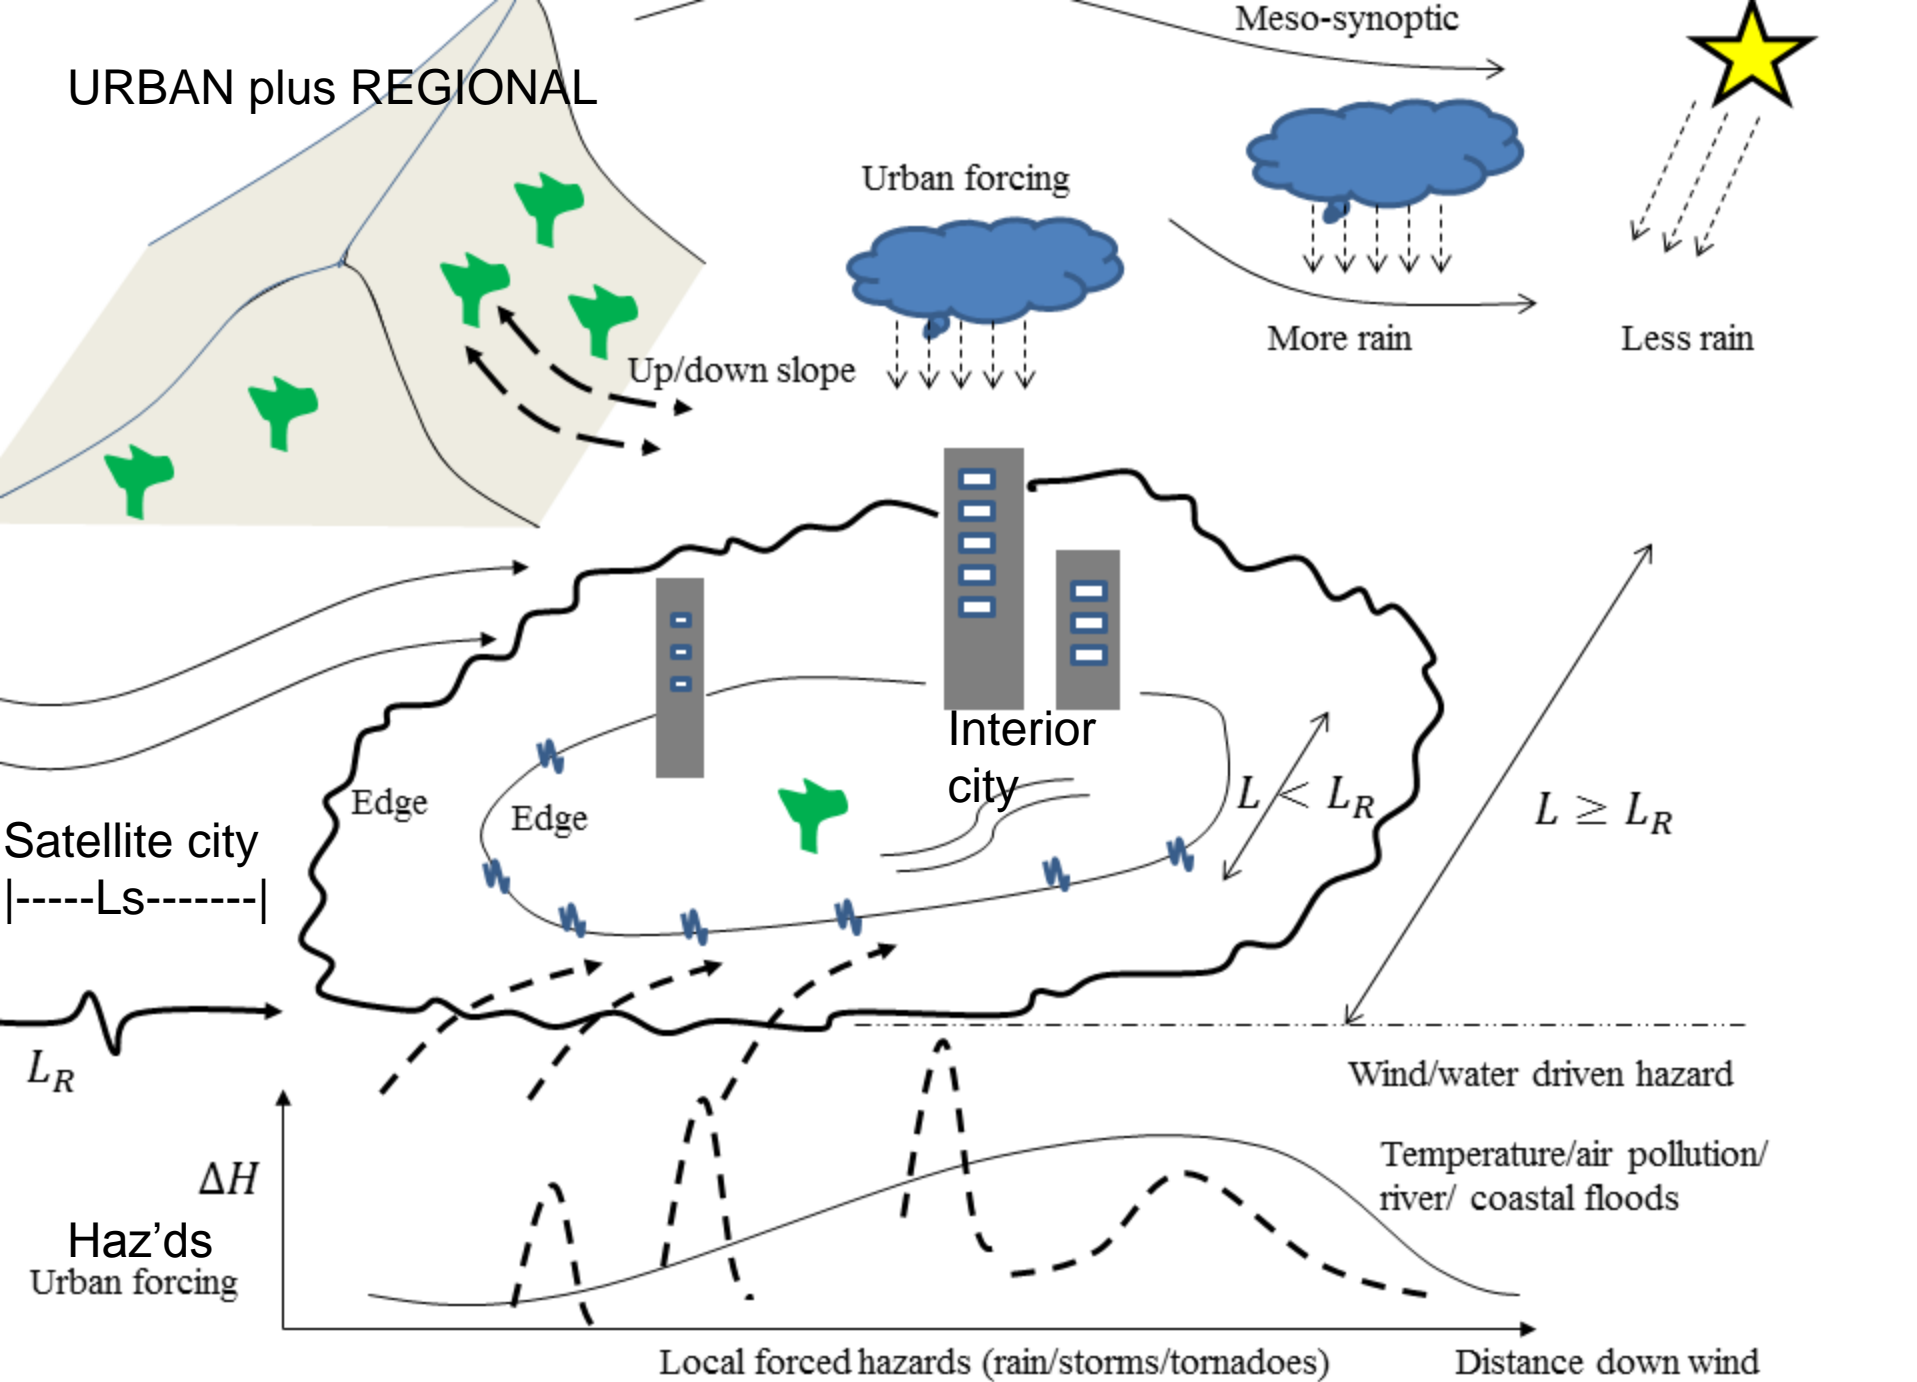 Meso-synoptic
URBAN plus REGIONAL
Urban forcing
More rain
Less rain
Up/down slope
Interior
city
Edge
Edge
L < L_R
L ≥ L_R
Satellite city
|-----Ls-------|
L_R
Wind/water driven hazard
Temperature/air pollution/
river/ coastal floods
ΔH
Haz’ds
Urban forcing
Local forced hazards (rain/storms/tornadoes)
Distance down wind